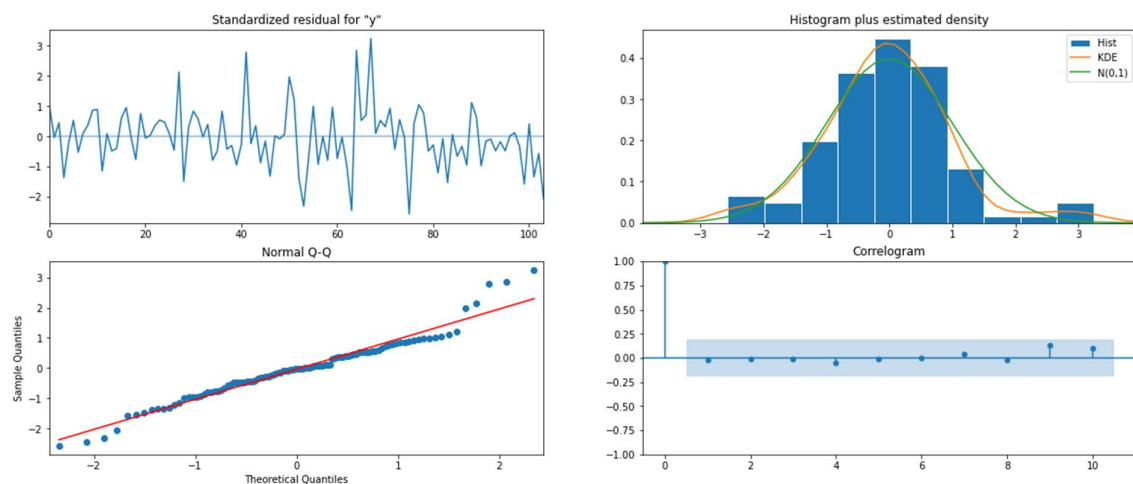 Standardized residual for "y"
3
2
1
0
−1
−2
0 20 40 60 80 100
Histogram plus estimated density
Hist
KDE
N(0,1)
0.4
0.3
0.2
0.1
0.0
−3 −2 −1 0 1 2 3
Normal Q-Q
Sample Quantiles
3
2
1
0
−1
−2
−2 −1 0 1 2
Theoretical Quantiles
Correlogram
1.00
0.75
0.50
0.25
0.00
−0.25
−0.50
−0.75
−1.00
0 2 4 6 8 10